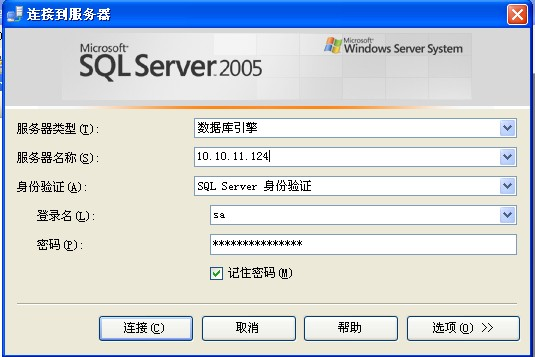 连接到服务器
Microsoft®
SQL Server 2005
Microsoft®
Windows Server System
服务器类型(T):
数据库引擎
服务器名称(S):
10.10.11.124
身份验证(A):
SQL Server 身份验证
登录名(L):
sa
密码(P):
***************
记住密码(M)
连接(C)
取消
帮助
选项(O) >>